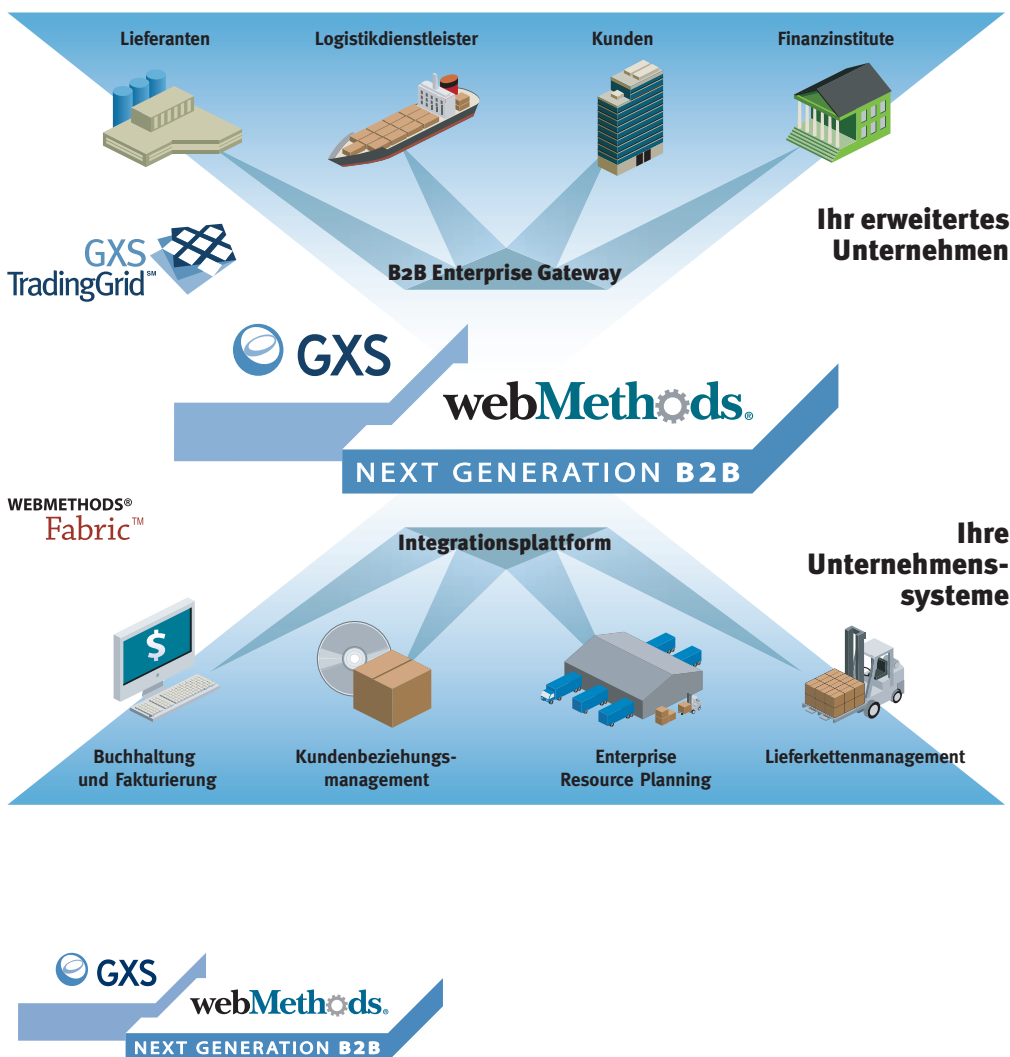 Lieferanten
Logistikdienstleister
Kunden
Finanzinstitute
Ihr erweitertes
Unternehmen
GXS
TradingGrid℠
B2B Enterprise Gateway
GXS
webMethods®
NEXT GENERATION B2B
WEBMETHODS®
Fabric™
Integrationsplattform
Ihre
Unternehmens-
systeme
$
Buchhaltung
und Fakturierung
Kundenbeziehungs-
management
Enterprise
Resource Planning
Lieferkettenmanagement
GXS
webMethods®
NEXT GENERATION B2B